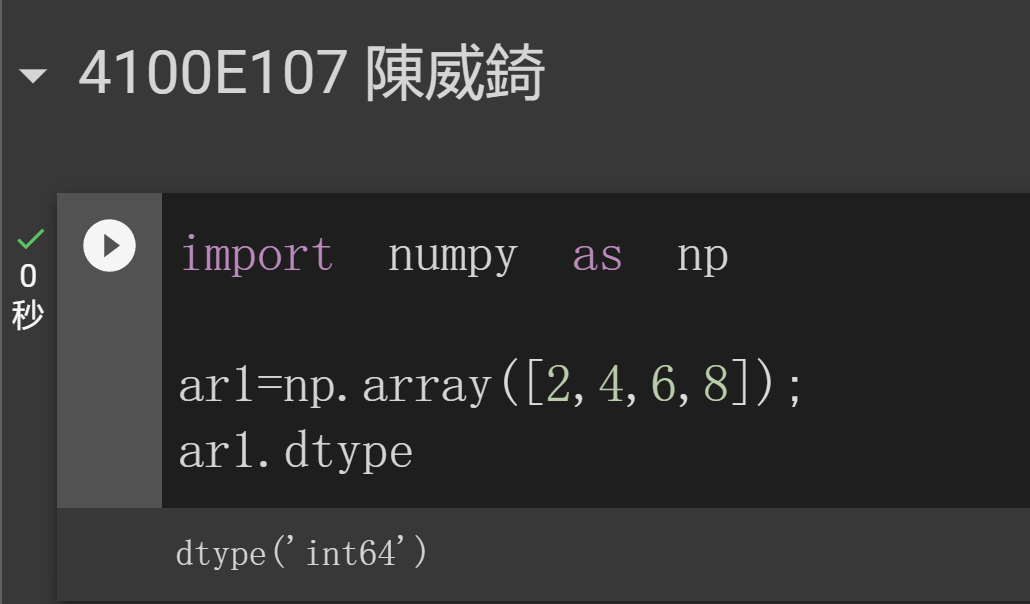 4100E107 陳威錡
0
秒
import numpy as np
ar1=np.array([2,4,6,8]);
ar1.dtype
dtype('int64')